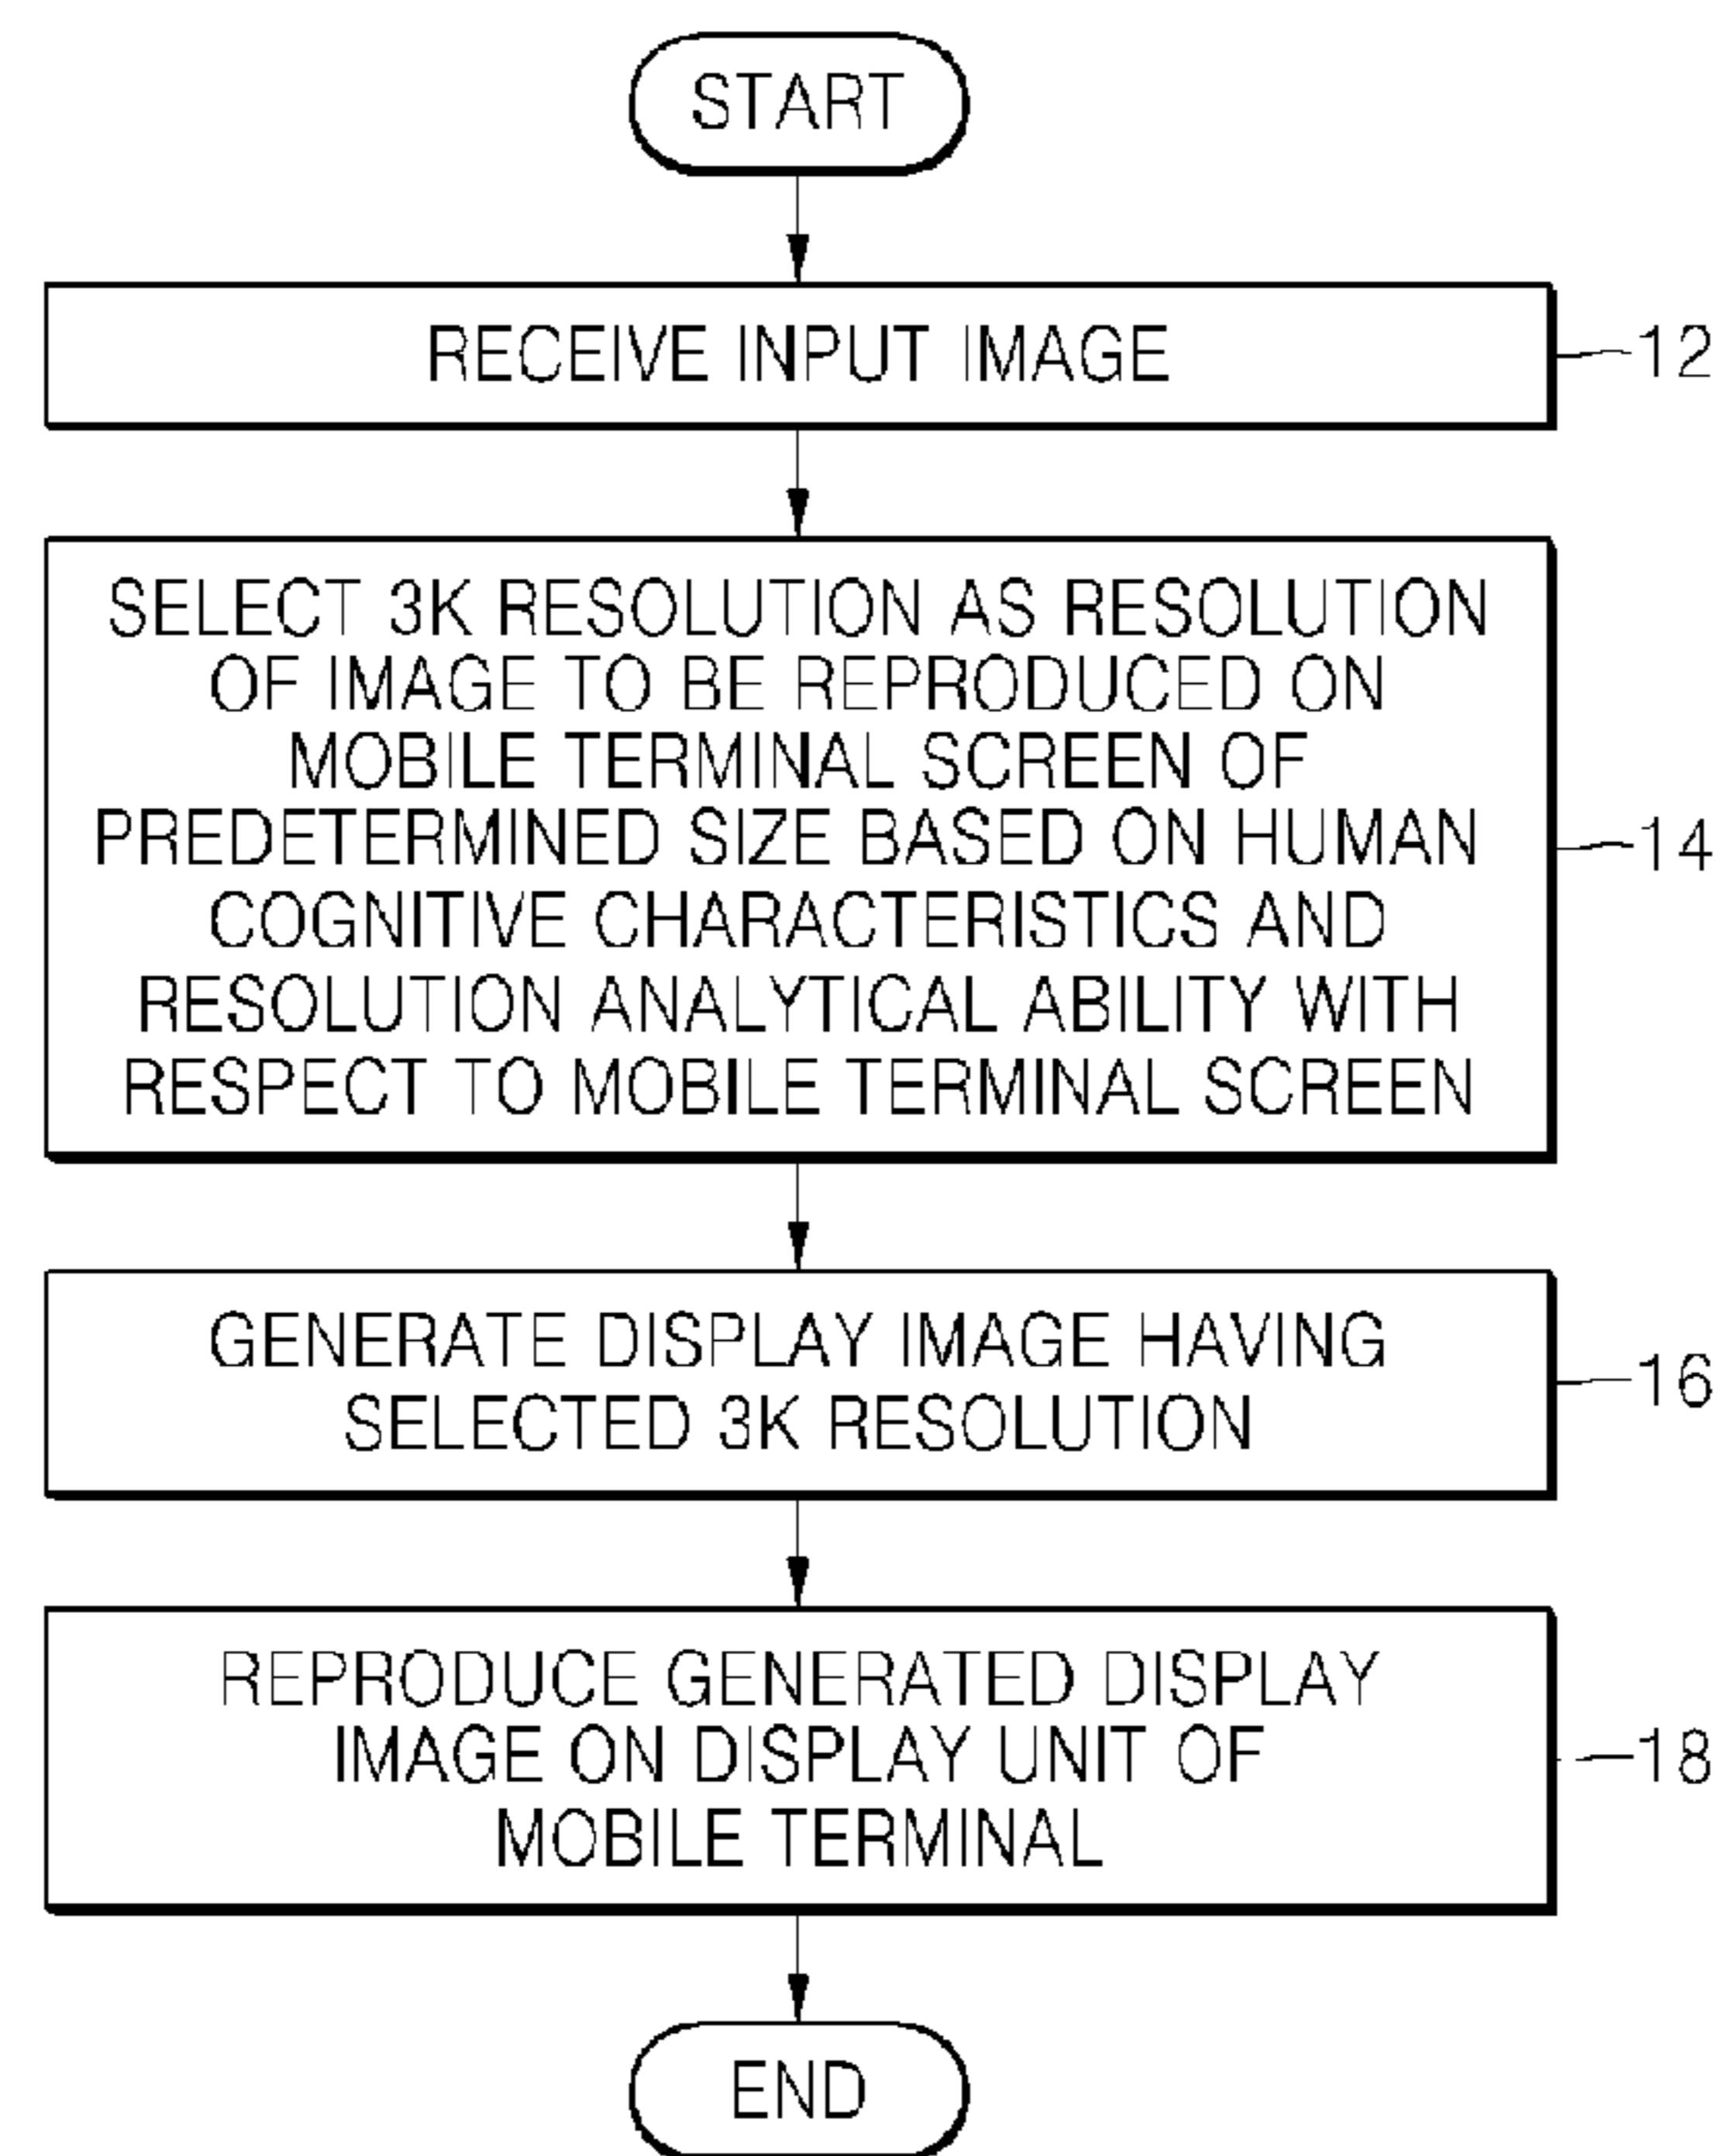 START
RECEIVE INPUT IMAGE
12
SELECT 3K RESOLUTION AS RESOLUTION
OF IMAGE TO BE REPRODUCED ON
MOBILE TERMINAL SCREEN OF
PREDETERMINED SIZE BASED ON HUMAN
14
COGNITIVE CHARACTERISTICS AND
RESOLUTION ANALYTICAL ABILITY WITH
RESPECT TO MOBILE TERMINAL SCREEN
GENERATE DISPLAY IMAGE HAVING
16
SELECTED 3K RESOLUTION
REPRODUCE GENERATED DISPLAY
IMAGE ON DISPLAY UNIT OF
18
MOBILE TERMINAL
END